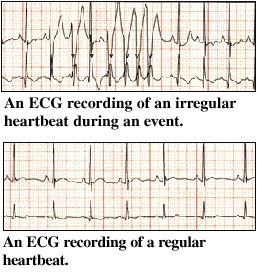 An ECG recording of an irregular
heartbeat during an event.
An ECG recording of a regular
heartbeat.